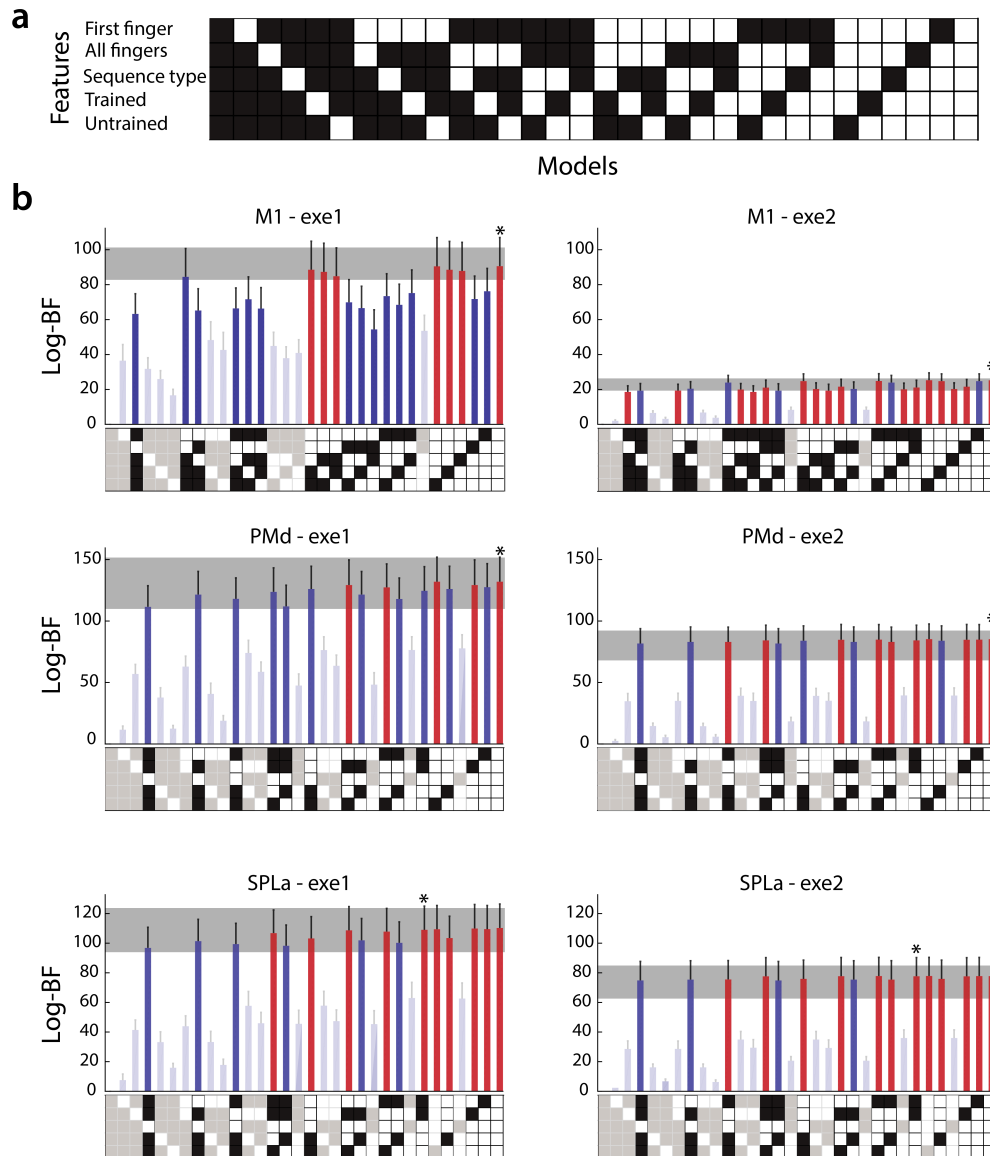 a
Features
First finger
All fingers
Sequence type
Trained
Untrained
Models
b
M1 - exe1
Log-BF
100
80
60
40
20
0
*
M1 - exe2
100
80
60
40
20
0
*
PMd - exe1
Log-BF
150
100
50
0
*
PMd - exe2
150
100
50
0
*
SPLa - exe1
Log-BF
120
100
80
60
40
20
0
*
SPLa - exe2
120
100
80
60
40
20
0
*